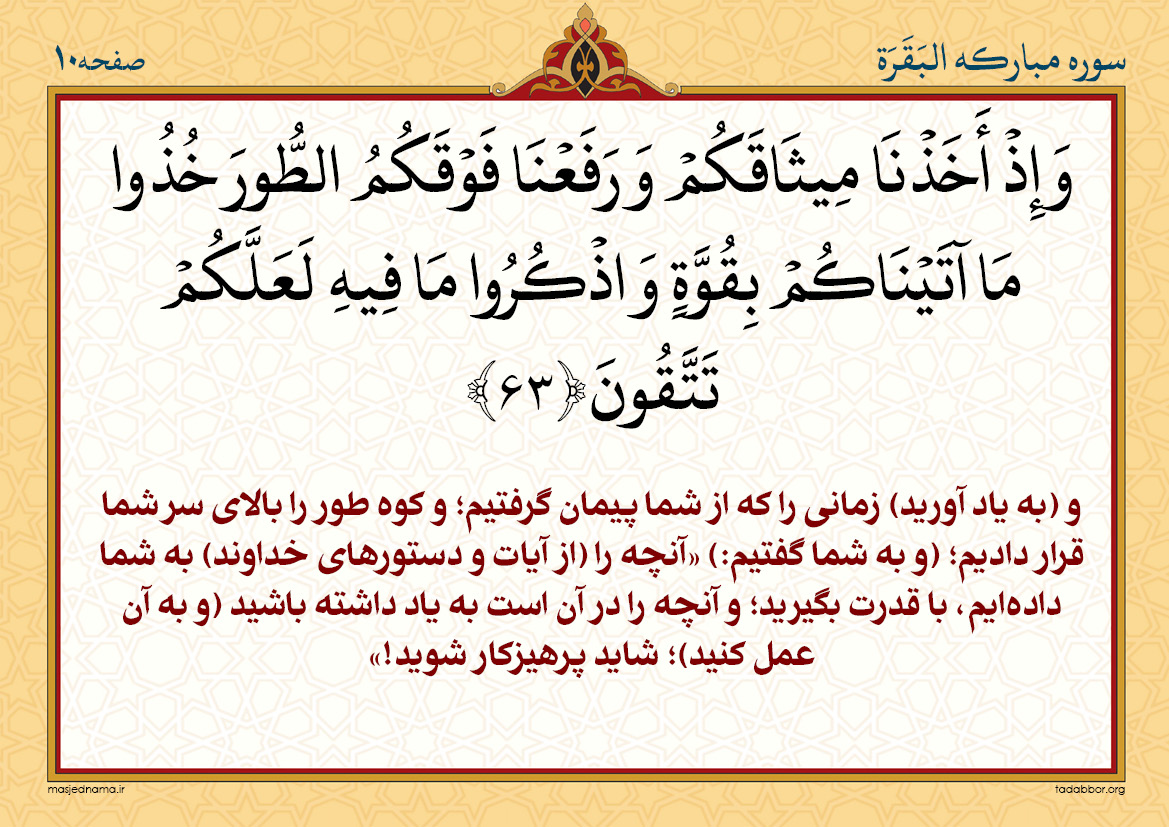 سوره مبارکه البَقَرَة
صفحه۱۰
وَ إِذْ أَخَذْنَا مِيثَاقَكُمْ وَ رَفَعْنَا فَوْقَكُمُ الطُّورَ خُذُوا
مَا آتَيْنَاكُمْ بِقُوَّةٍ وَ اذْكُرُوا مَا فِيهِ لَعَلَّكُمْ
تَتَّقُونَ ﴿۶۳﴾
و (به یاد آورید) زمانی را که از شما پیمان گرفتیم؛ و کوه طور را بالای سر شما
قرار دادیم؛ (و به شما گفتیم:) «آنچه را (از آیات و دستورهای خداوند) به شما
داده‌ایم، با قدرت بگیرید؛ و آنچه را در آن است به یاد داشته باشید (و به آن
عمل کنید)؛ شاید پرهیزکار شوید!»
masjednama.ir
tadabbor.org